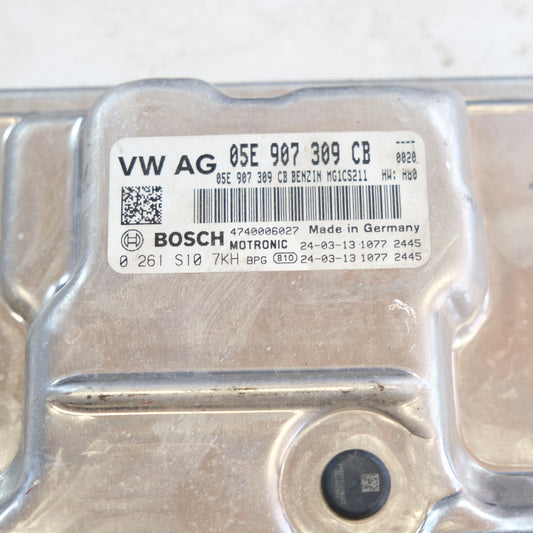 VW AG 05E 907 309 CB ----
0020
05E 907 309 CB BENZIN MG1CS211 HW: H80
BOSCH 4740006027 Made in Germany
MOTRONIC 24-03-13 1077 2445
0 261 S10 7KH BPG 810 24-03-13 1077 2445